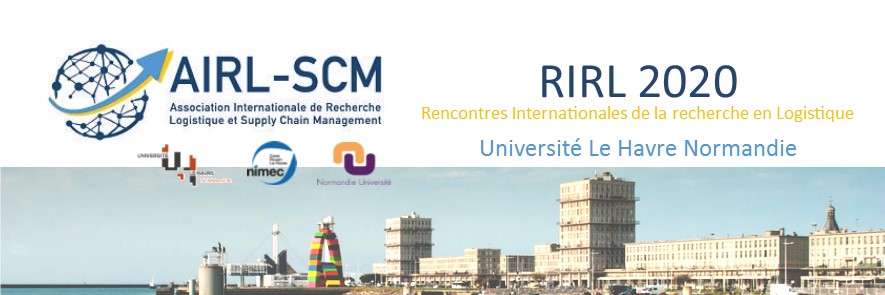 AIRL-SCM
Association Internationale de Recherche
Logistique et Supply Chain Management
RIRL 2020
Rencontres Internationales de la recherche en Logistique
Université Le Havre Normandie
UNIVERSITÉ
nimec
Normandie Université